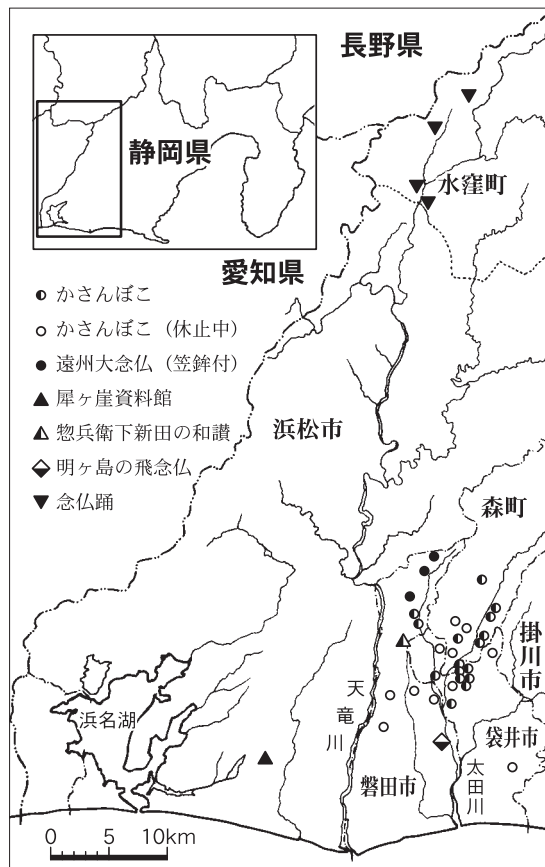 長野県
静岡県
水窪町
愛知県
かさんぼこ
かさんぼこ(休止中)
遠州大念仏(笠鉾付)
犀ヶ崖資料館
惣兵衛下新田の和讃
明ヶ島の飛念仏
念仏踊
浜松市
森町
掛川市
浜名湖
天竜川
磐田市
袋井市
太田川
0 5 10km